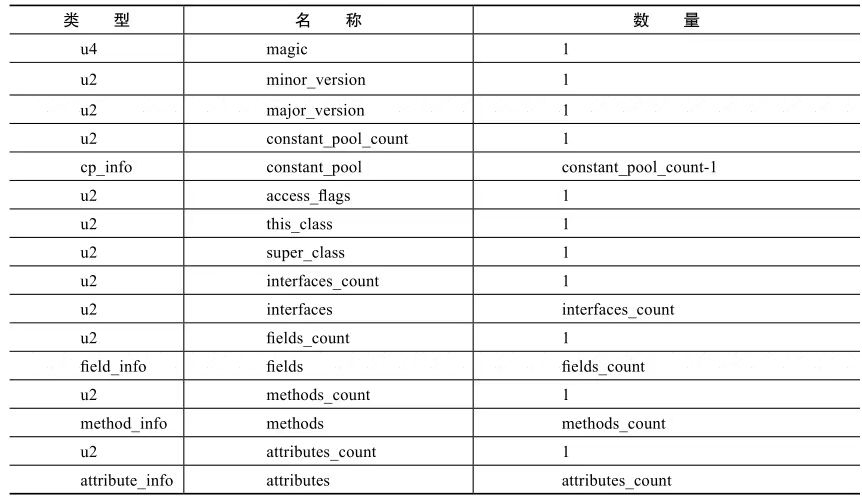 类 型 名 称 数 量
u4 magic 1
u2 minor_version 1
u2 major_version 1
u2 constant_pool_count 1
cp_info constant_pool constant_pool_count-1
u2 access_flags 1
u2 this_class 1
u2 super_class 1
u2 interfaces_count 1
u2 interfaces interfaces_count
u2 fields_count 1
field_info fields fields_count
u2 methods_count 1
method_info methods methods_count
u2 attributes_count 1
attribute_info attributes attributes_count